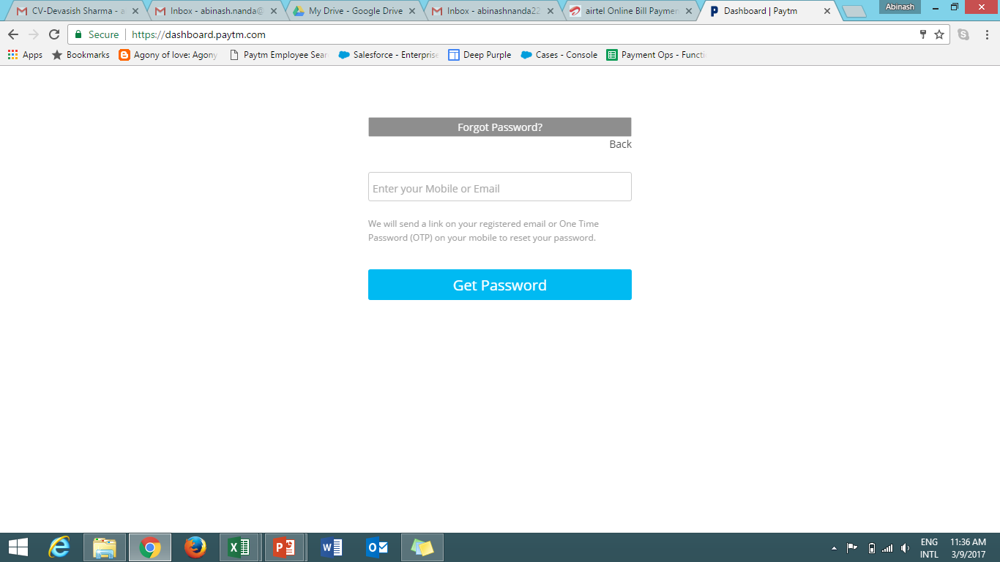 CV-Devasish Sharma - a
Inbox - abinash.nanda@
My Drive - Google Drive
Inbox - abinashnanda22
airtel Online Bill Paymen
Dashboard | Paytm
Abinash
Secure
https://dashboard.paytm.com
Apps
Bookmarks
Agony of love: Agony
Paytm Employee Sear
Salesforce - Enterprise
Deep Purple
Cases - Console
Payment Ops - Functi
Forgot Password?
Back
Enter your Mobile or Email
We will send a link on your registered email or One Time
Password (OTP) on your mobile to reset your password.
Get Password
ENG
INTL
11:36 AM
3/9/2017